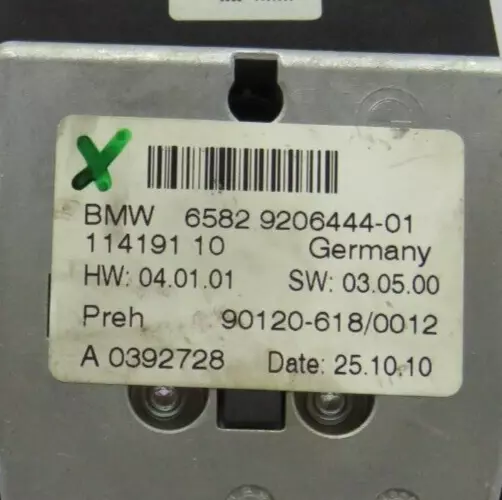 BMW 6582 9206444-01
114191 10 Germany
HW: 04.01.01 SW: 03.05.00
Preh 90120-618/0012
A 0392728 Date: 25.10.10